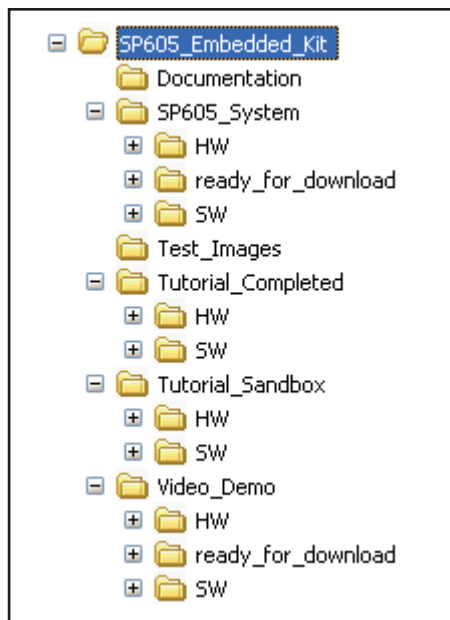 SP605_Embedded_Kit
Documentation
SP605_System
HW
ready_for_download
SW
Test_Images
Tutorial_Completed
HW
SW
Tutorial_Sandbox
HW
SW
Video_Demo
HW
ready_for_download
SW